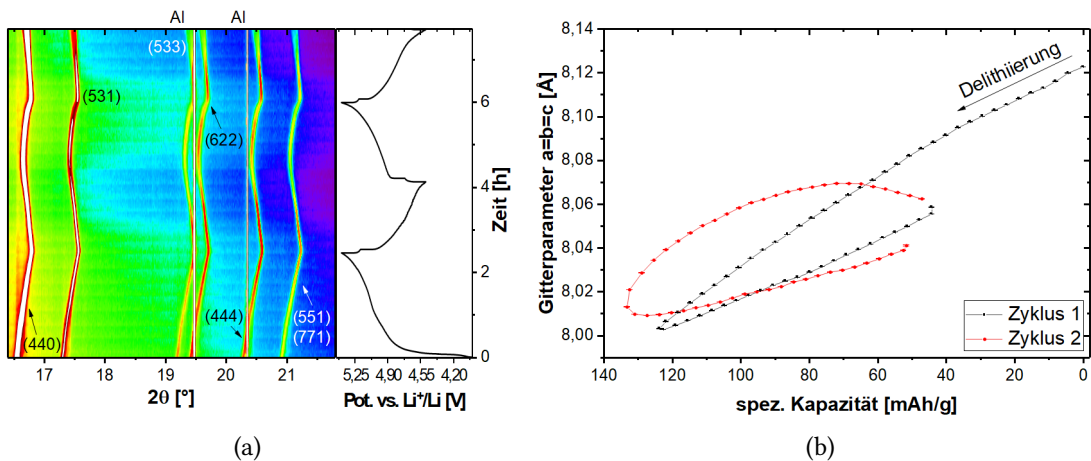 Al Al
(533)
(531)
(622)
(444)
(551)
(771)
(440)
17 18 19 20 21
2θ [°]
6
4
2
0
Zeit [h]
5,25 4,90 4,55 4,20
Pot. vs. Li⁺/Li [V]
(a)
8,14
8,12
8,10
8,08
8,06
8,04
8,02
8,00
Gitterparameter a=b=c [Å]
Delithiierung
Zyklus 1
Zyklus 2
140 120 100 80 60 40 20 0
spez. Kapazität [mAh/g]
(b)